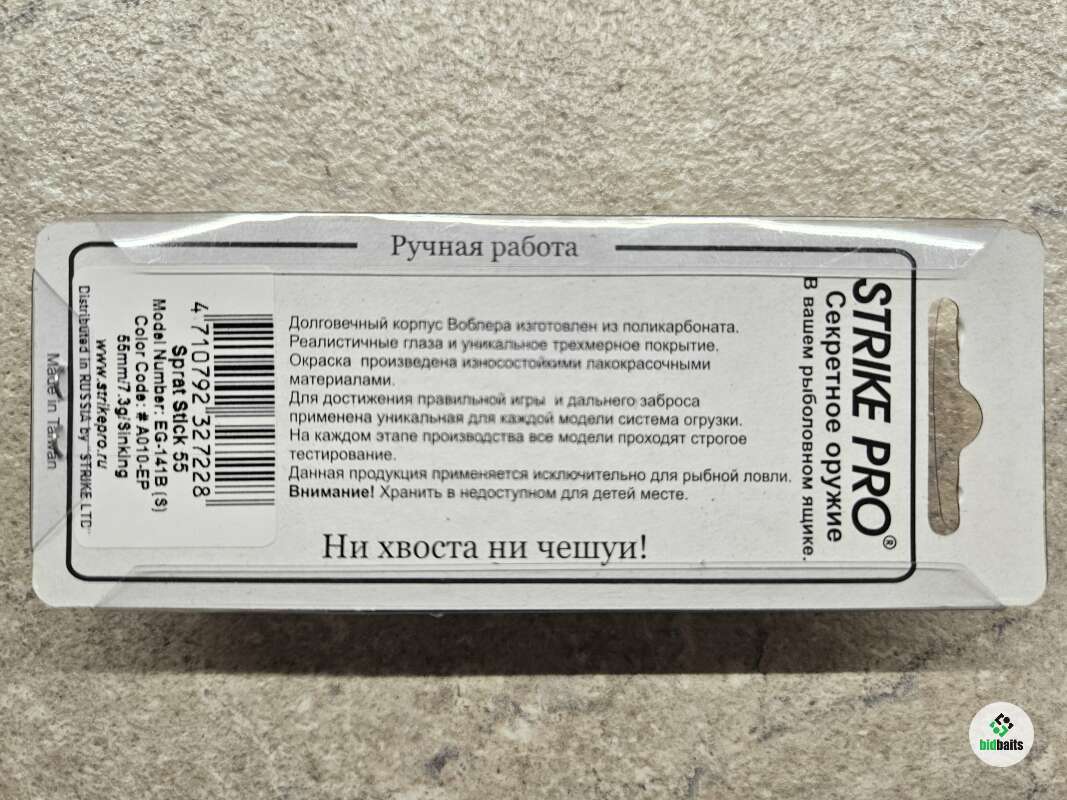 Ручная работа
STRIKE PRO®
Секретное оружие
В вашем рыболовном ящике.
Долговечный корпус Воблера изготовлен из поликарбоната.
Реалистичные глаза и уникальное трехмерное покрытие.
Окраска произведена износостойкими лакокрасочными
материалами.
Для достижения правильной игры и дальнего заброса
применена уникальная для каждой модели система огрузки.
На каждом этапе производства все модели проходят строгое
тестирование.
Данная продукция применяется исключительно для рыбной ловли.
Внимание! Хранить в недоступном для детей месте.
Ни хвоста ни чешуи!
4 710792 327228
Sprat Stick 55
Model Number: EG-141B (S)
Color Code: # A010-EP
55mm/7.3g/Sinking
www.strikepro.ru
Distributed in RUSSIA by "STRIKE LTD"
Made in Taiwan
bidbaits